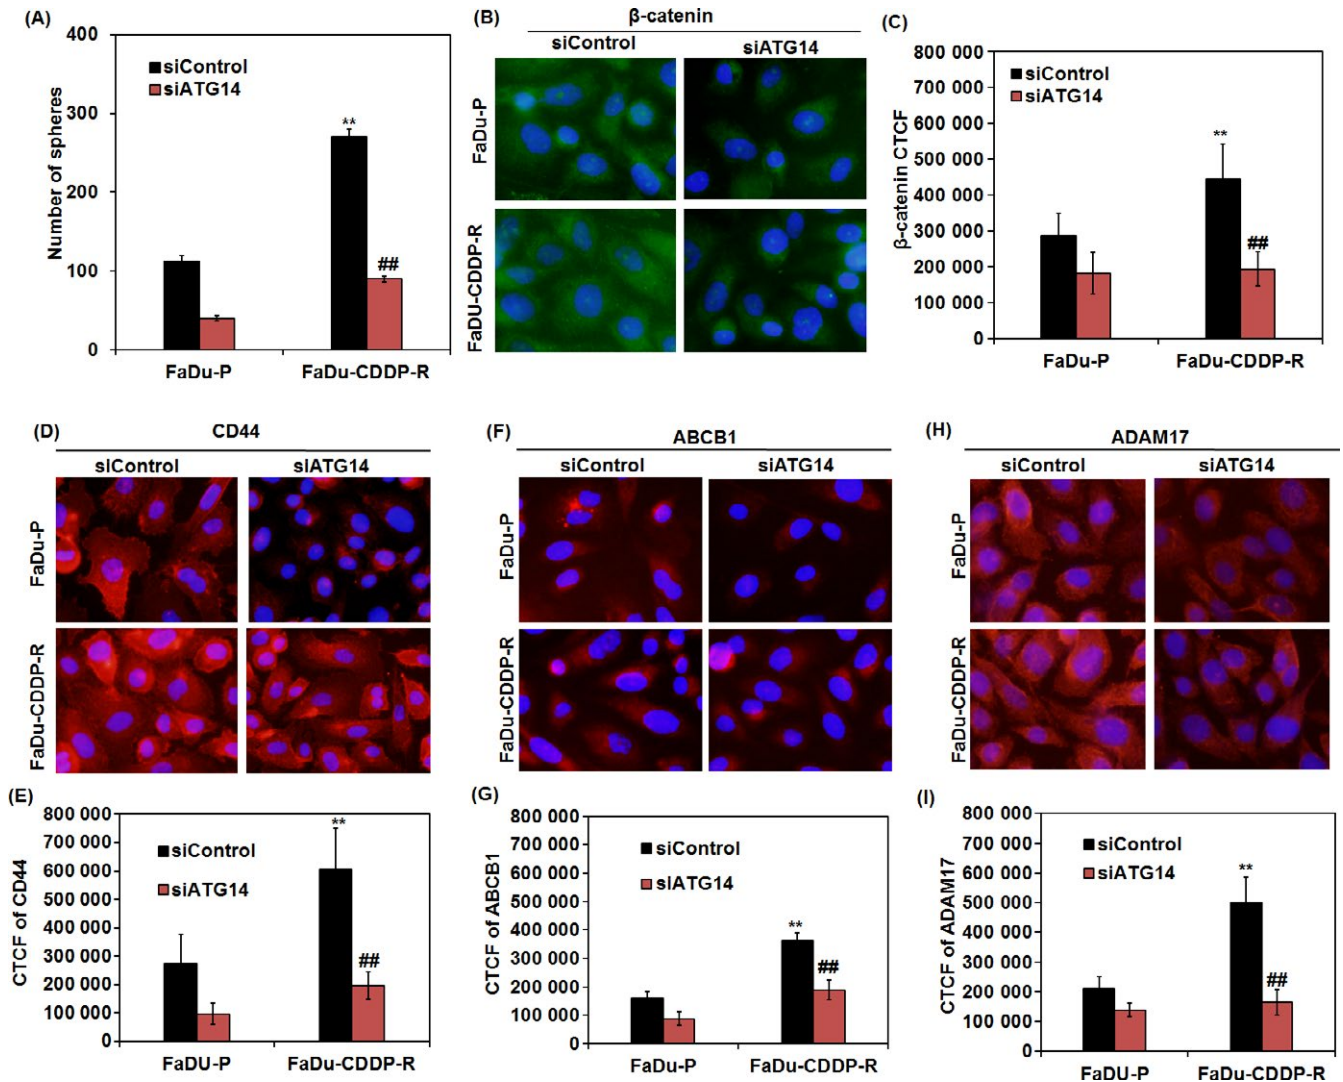 (A)
400
300
200
100
0
Number of spheres
siControl
siATG14
**
##
FaDu-P
FaDu-CDDP-R
(B)
β-catenin
siControl
siATG14
FaDu-P
FaDU-CDDP-R
(C)
800 000
700 000
600 000
500 000
400 000
300 000
200 000
100 000
0
β-catenin CTCF
siControl
siATG14
**
##
FaDu-P
FaDu-CDDP-R
(D)
CD44
siControl
siATG14
FaDu-P
FaDu-CDDP-R
(F)
ABCB1
siControl
siATG14
FaDu-P
FaDu-CDDP-R
(H)
ADAM17
siControl
siATG14
FaDu-P
FaDu-CDDP-R
(E)
800 000
700 000
600 000
500 000
400 000
300 000
200 000
100 000
0
CTCF of CD44
siControl
siATG14
**
##
FaDU-P
FaDu-CDDP-R
(G)
800 000
700 000
600 000
500 000
400 000
300 000
200 000
100 000
0
CTCF of ABCB1
siControl
siATG14
**
##
FaDu-P
FaDu-CDDP-R
(I)
800 000
700 000
600 000
500 000
400 000
300 000
200 000
100 000
0
CTCF of ADAM17
siControl
siATG14
**
##
FaDU-P
FaDu-CDDP-R